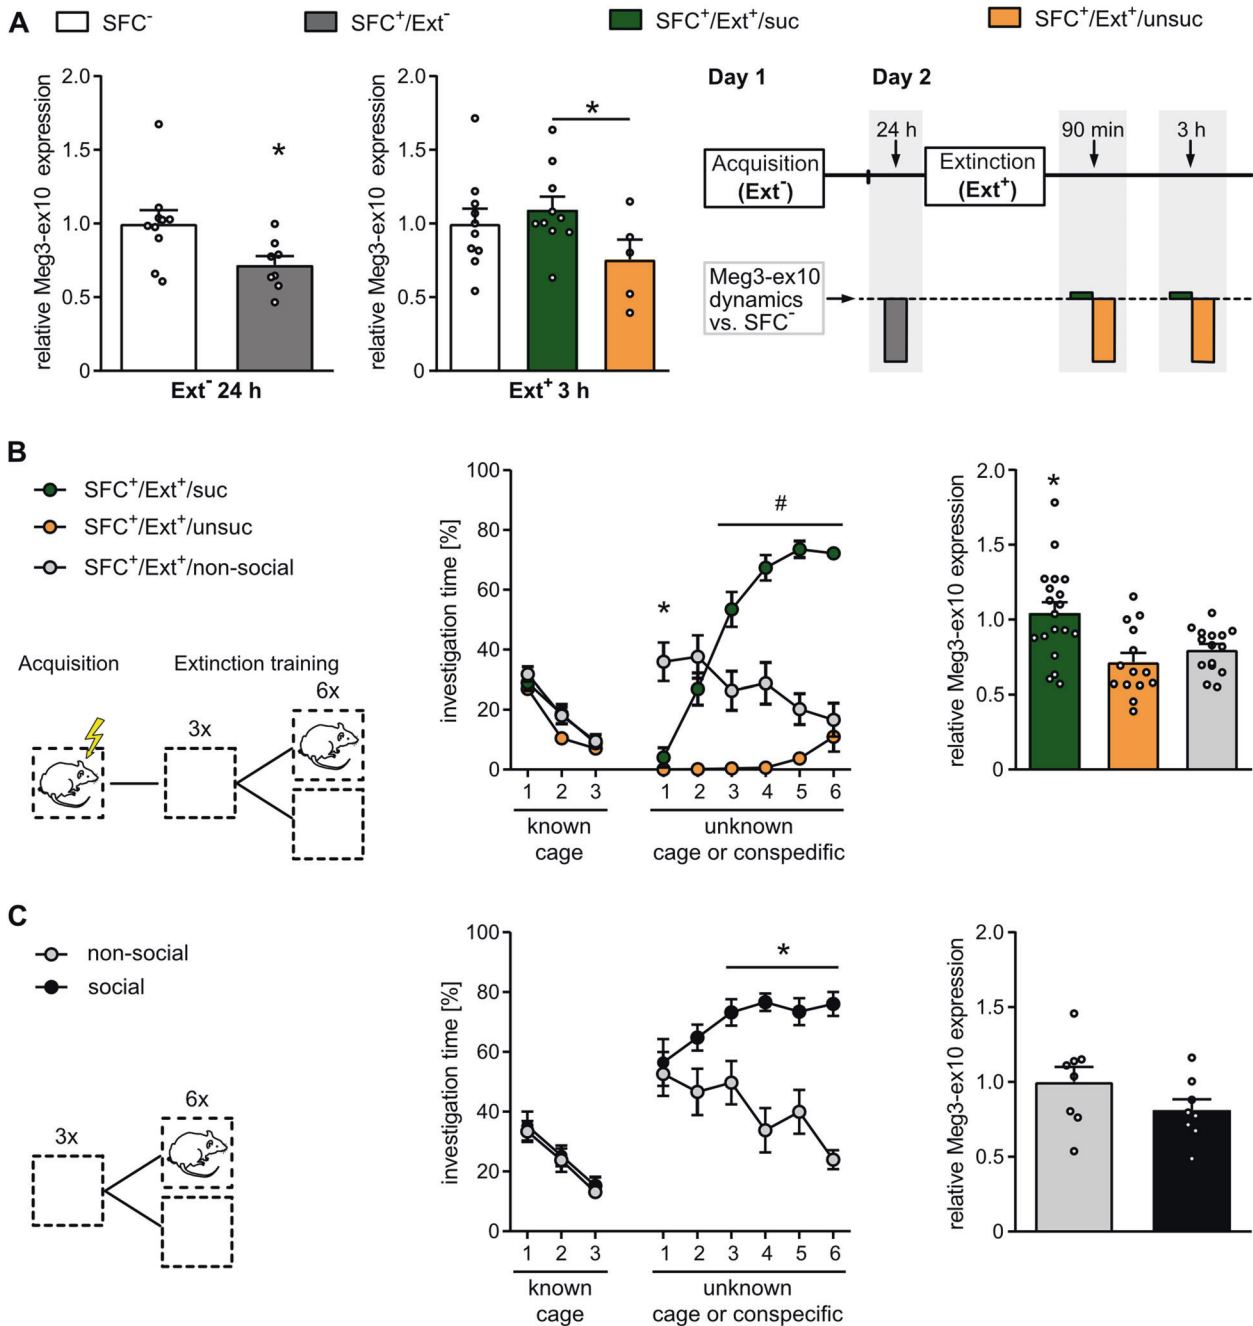 A
SFC⁻
SFC⁺/Ext⁻
SFC⁺/Ext⁺/suc
SFC⁺/Ext⁺/unsuc
relative Meg3-ex10 expression
2.0
1.5
1.0
0.5
0
*
Ext⁻ 24 h
relative Meg3-ex10 expression
2.0
1.5
1.0
0.5
0
*
Ext⁺ 3 h
Day 1
Day 2
24 h
90 min
3 h
Acquisition
(Ext⁻)
Extinction
(Ext⁺)
Meg3-ex10
dynamics
vs. SFC⁻
B
SFC⁺/Ext⁺/suc
SFC⁺/Ext⁺/unsuc
SFC⁺/Ext⁺/non-social
Acquisition
Extinction training
3x
6x
investigation time [%]
100
80
60
40
20
0
*
#
1 2 3
1 2 3 4 5 6
known
cage
unknown
cage or conspedific
relative Meg3-ex10 expression
2.0
1.5
1.0
0.5
0
*
C
non-social
social
3x
6x
investigation time [%]
100
80
60
40
20
0
*
1 2 3
1 2 3 4 5 6
known
cage
unknown
cage or conspecific
relative Meg3-ex10 expression
2.0
1.5
1.0
0.5
0